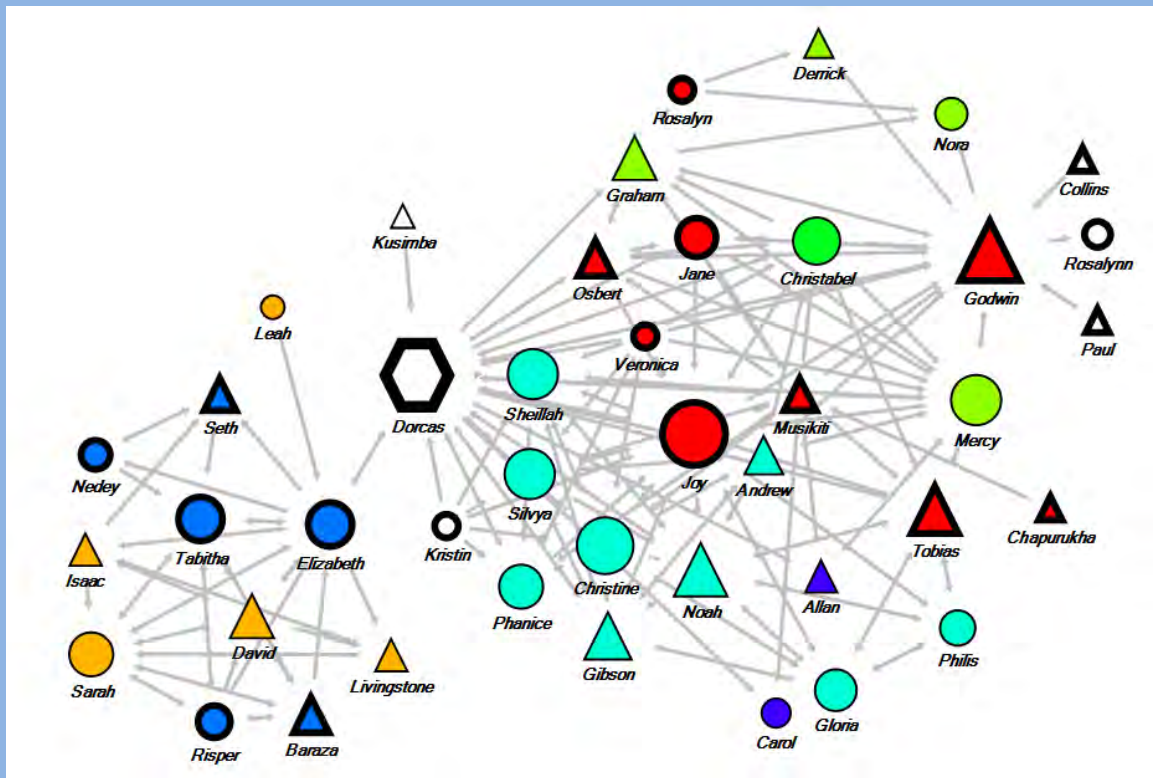 Derrick
Rosalyn
Nora
Collins
Graham
Kusimba
Rosalynn
Jane
Christabel
Osbert
Godwin
Leah
Paul
Veronica
Sheillah
Dorcas
Seth
Musikiti
Mercy
Nedey
Joy
Andrew
Silvya
Chapurukha
Tobias
Kristin
Tabitha
Elizabeth
Isaac
Christine
Noah
Allan
Phanice
David
Philis
Gibson
Livingstone
Sarah
Gloria
Carol
Baraza
Risper